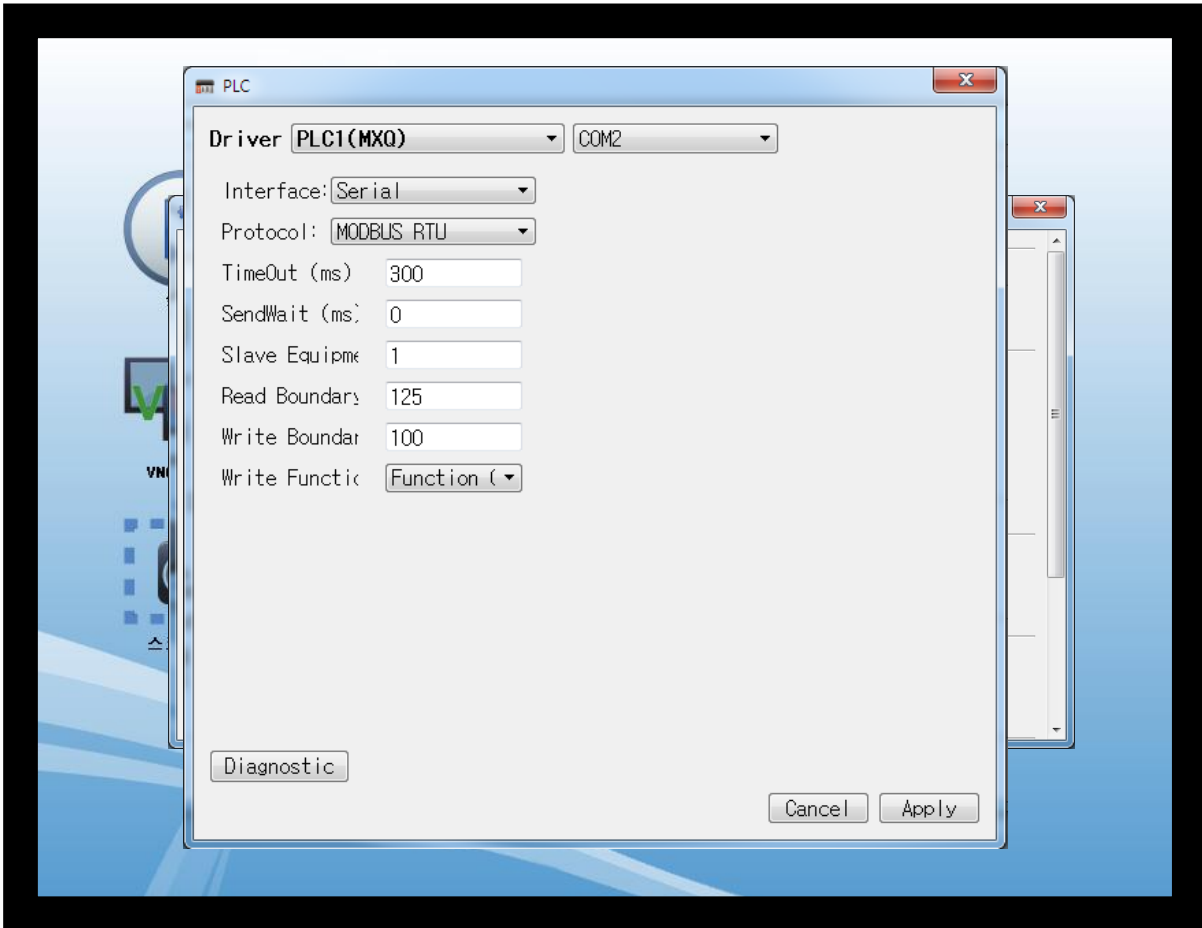 PLC
Driver PLC1(MXQ) COM2
Interface: Serial
Protocol: MODBUS RTU
TimeOut (ms) 300
SendWait (ms) 0
Slave Equipme 1
Read Boundary 125
Write Boundar 100
Write Functic Function (
스
Diagnostic
Cancel Apply